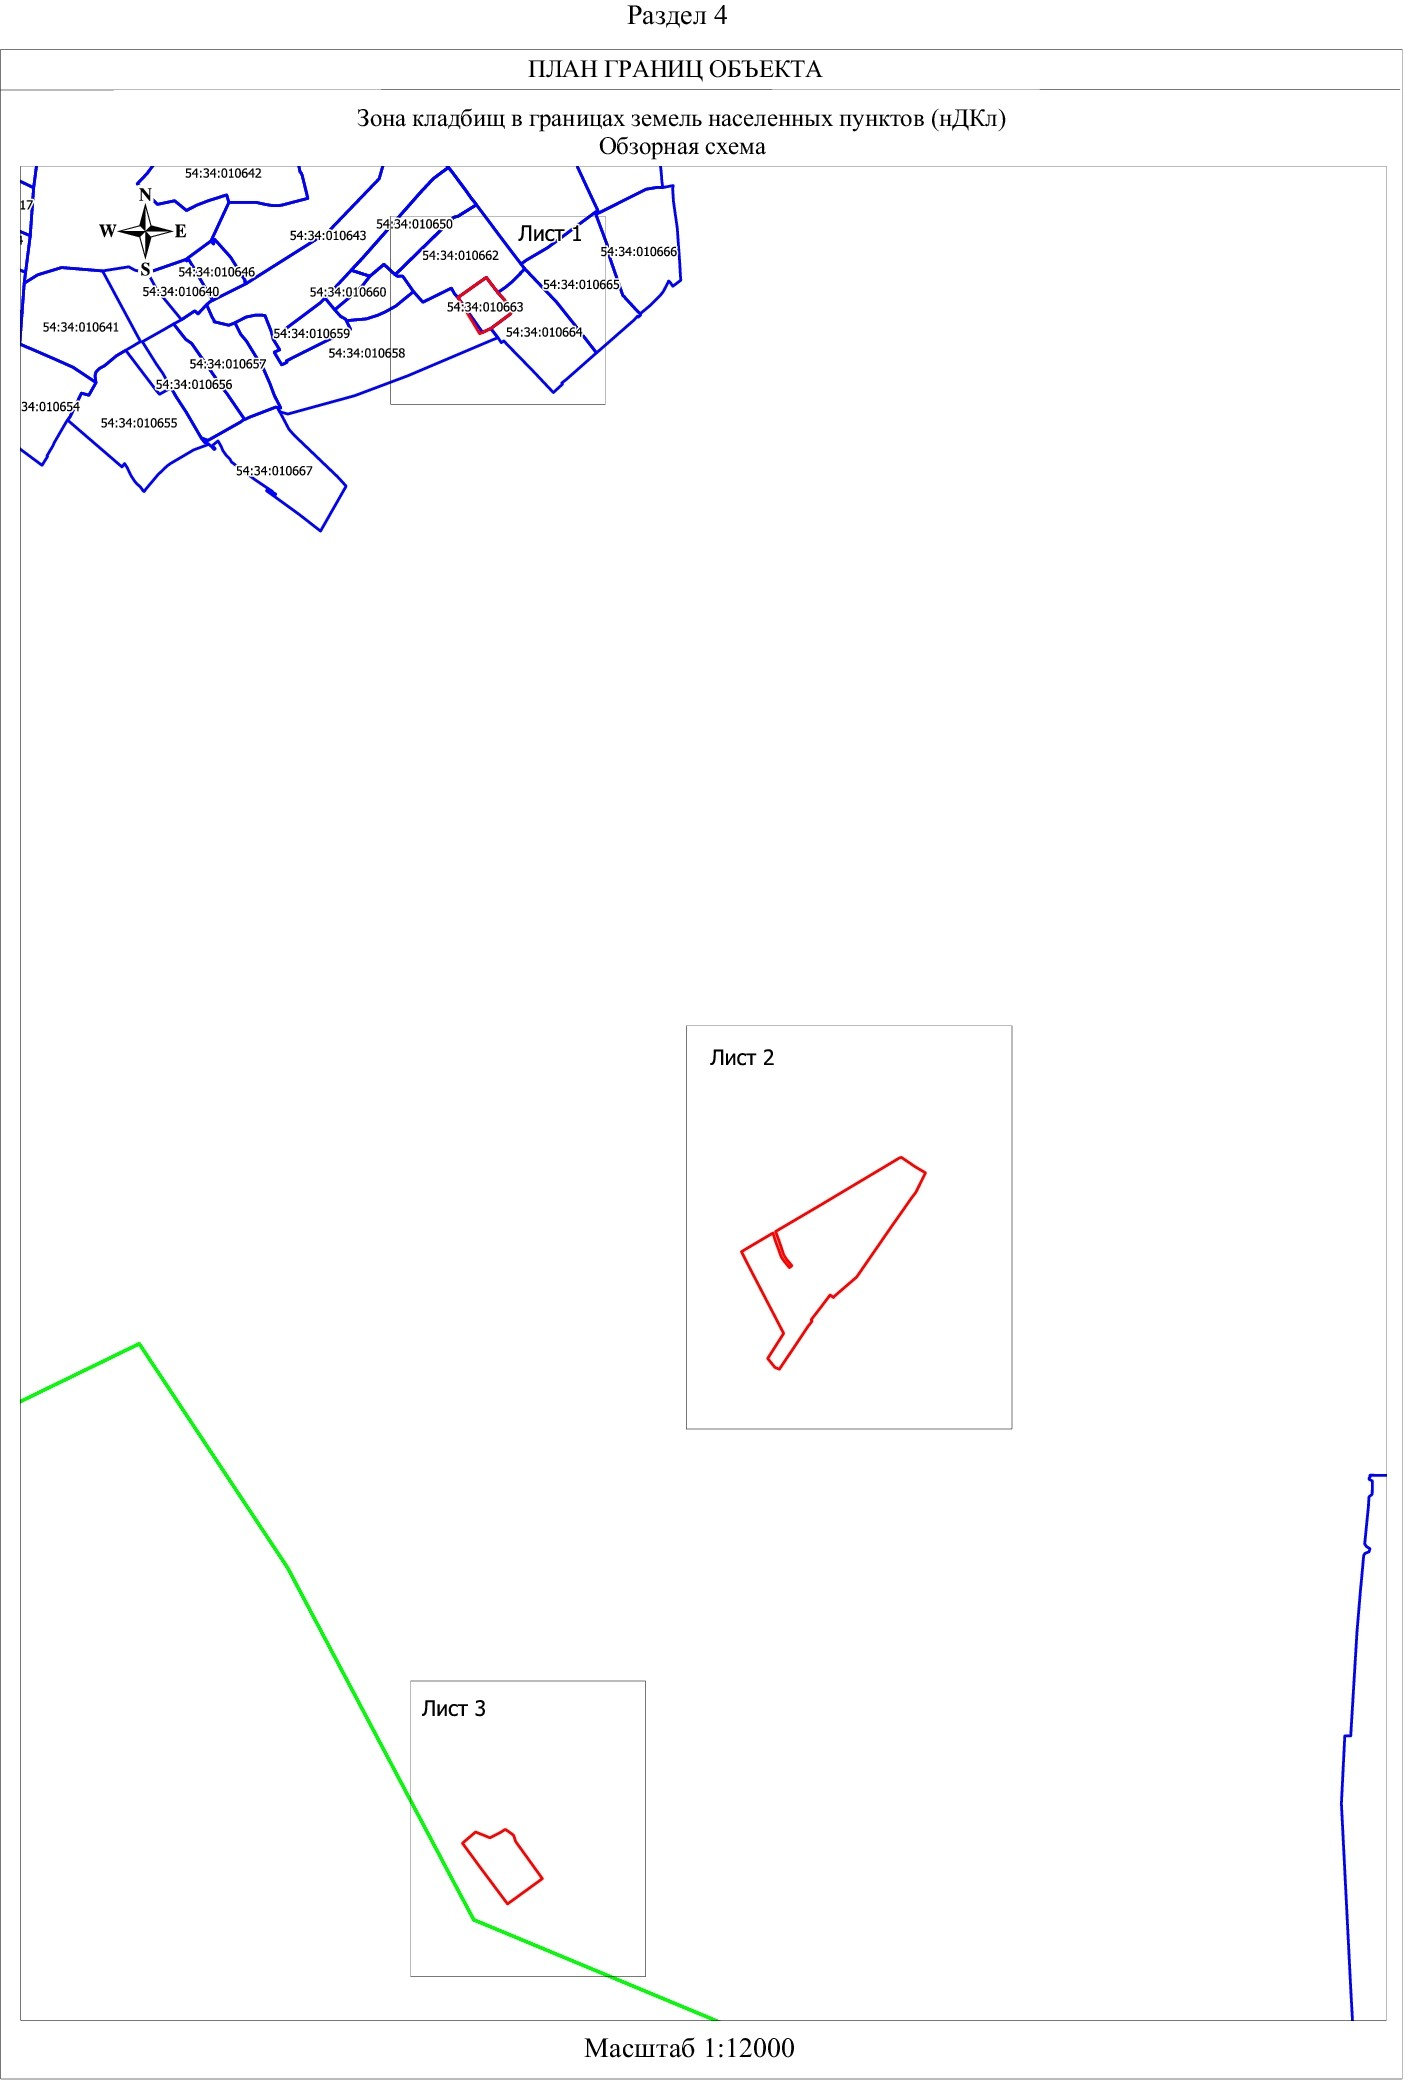 Раздел 4
ПЛАН ГРАНИЦ ОБЪЕКТА
Зона кладбищ в границах земель населенных пунктов (нДКл)
Обзорная схема
54:34:010642
17
N
W E
S
54:34:010650
54:34:010643
Лист 1
54:34:010662
54:34:010666
54:34:010646
54:34:010640
54:34:010660
54:34:010665
54:34:010663
54:34:010641
54:34:010659
54:34:010664
54:34:010658
54:34:010657
54:34:010656
34:010654
54:34:010655
54:34:010667
Лист 2
Лист 3
Масштаб 1:12000